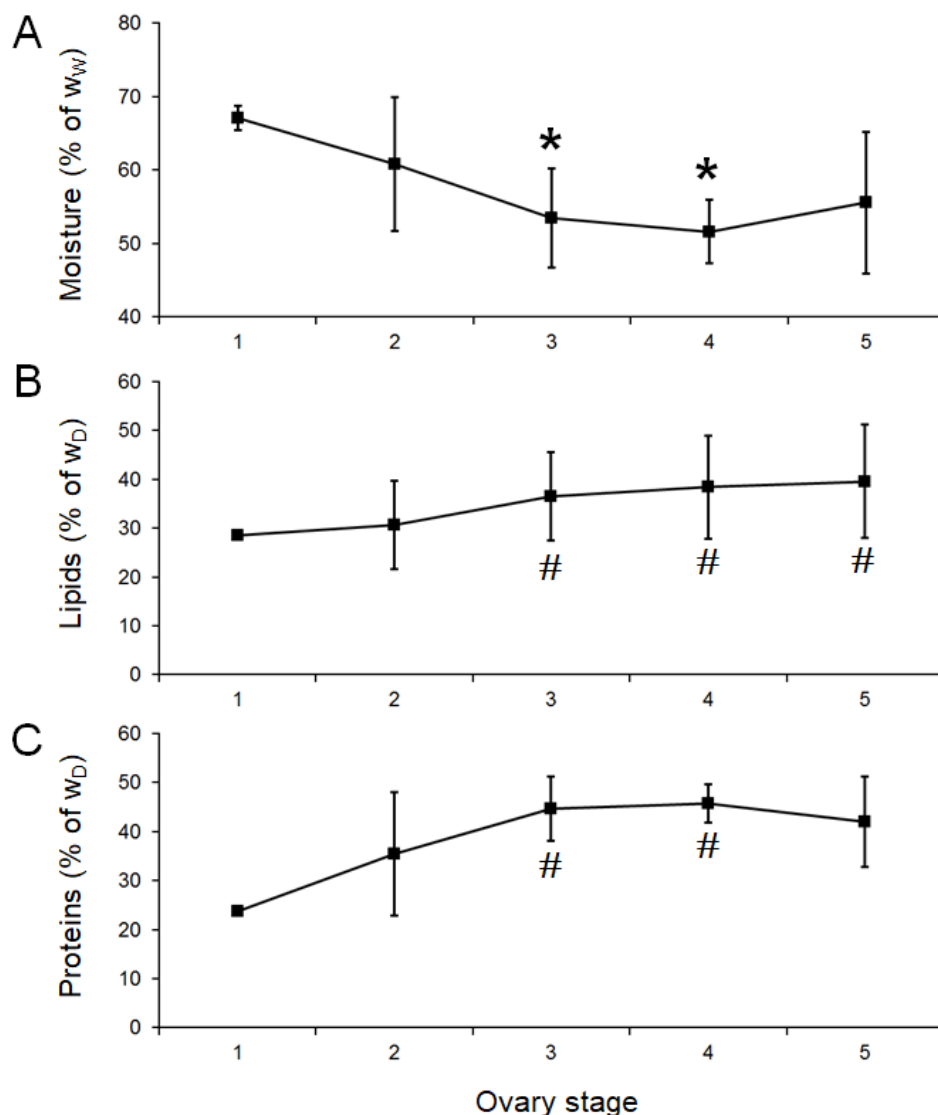 A
Moisture (% of wW)
80
70
60
50
40
* *
1 2 3 4 5
B
Lipids (% of wD)
60
50
40
30
20
10
0
# # #
1 2 3 4 5
C
Proteins (% of wD)
60
50
40
30
20
10
0
# #
1 2 3 4 5
Ovary stage